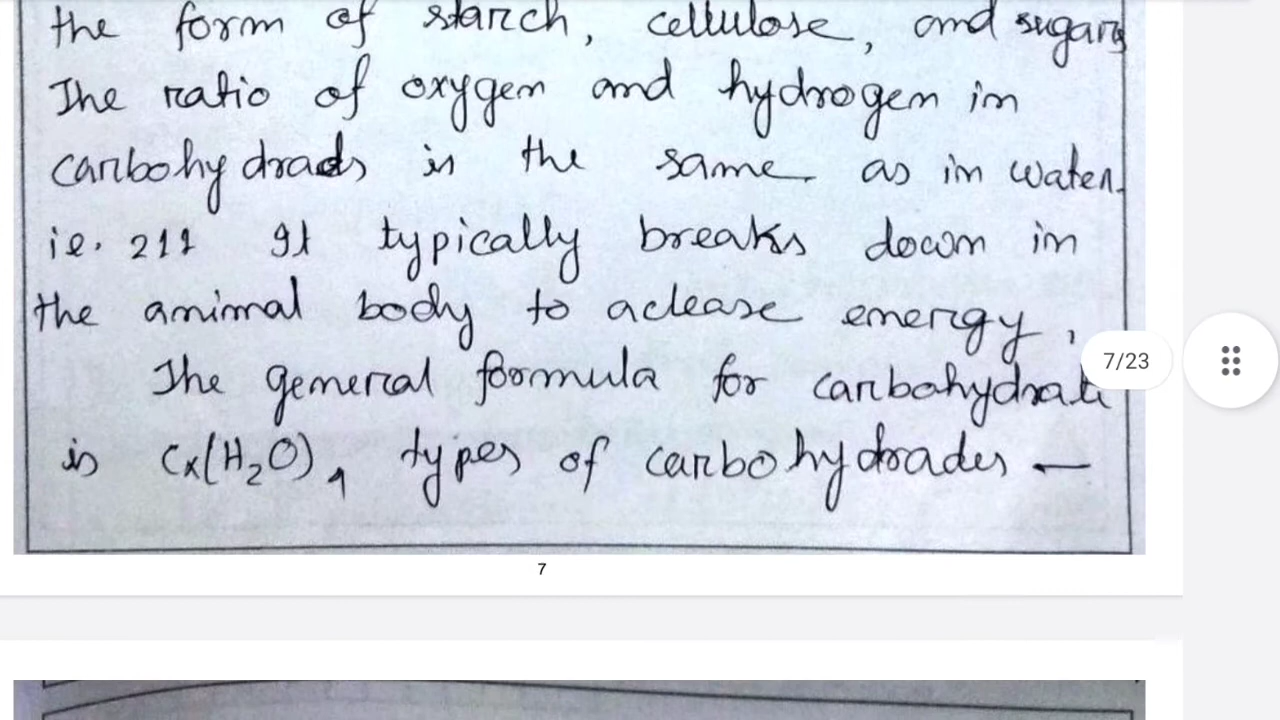 the form of starch, cellulose, and sugars
The ratio of oxygen and hydrogen in
carbohydrads is the same as in water.
ie. 211 It typically breaks down in
the animal body to aclease energy,
The general formula for carbohydrate
7/23
is Cx(H2O)q types of carbohydrades —
7